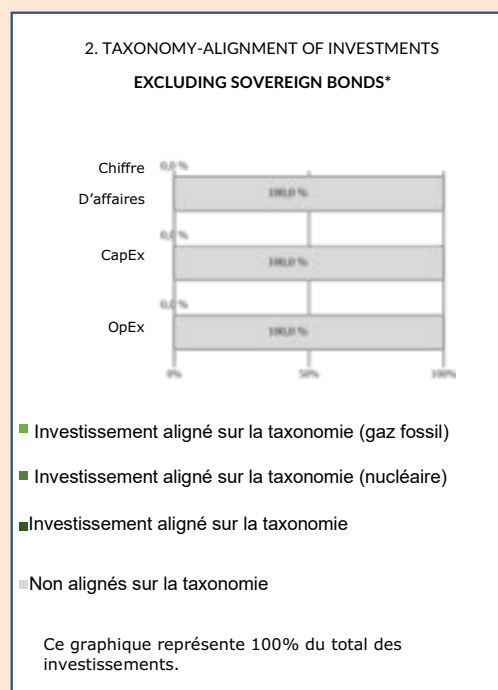 2. TAXONOMY-ALIGNMENT OF INVESTMENTS
EXCLUDING SOVEREIGN BONDS*
Chiffre
D’affaires
0,0 %
100,0 %
CapEx
0,0 %
100,0 %
OpEx
0,0 %
100,0 %
0% 50% 100%
Investissement aligné sur la taxonomie (gaz fossil)
Investissement aligné sur la taxonomie (nucléaire)
Investissement aligné sur la taxonomie
Non alignés sur la taxonomie
Ce graphique représente 100% du total des
investissements.